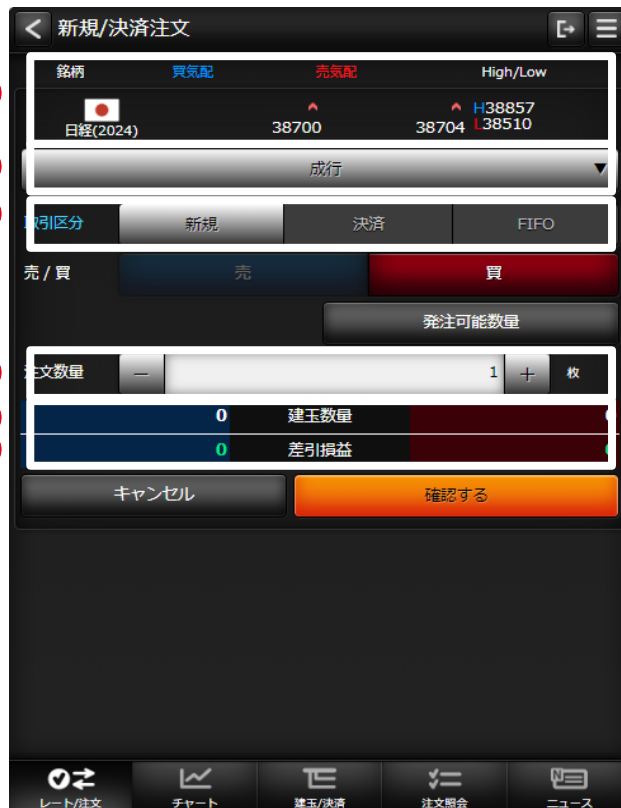 新規/決済注文
銘柄 買気配 売気配 High/Low
日経(2024) 38700 38704 H38857 L38510
成行 ▼
取引区分 新規 決済 FIFO
売 / 買 売 買
発注可能数量
注文数量 － 1 ＋ 枚
0 建玉数量 0
0 差引損益 0
キャンセル 確認する
レート/注文 チャート 建玉/決済 注文照会 ニュース